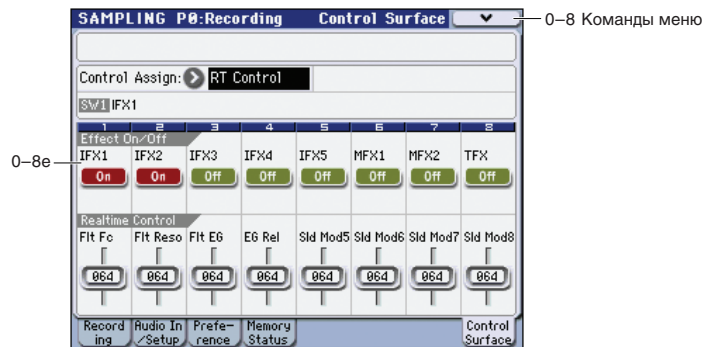 SAMPLING P0:Recording Control Surface
0–8 Команды меню
Control Assign: RT Control
SW1 IFX1
1 2 3 4 5 6 7 8
Effect On/Off
0–8e
IFX1 IFX2 IFX3 IFX4 IFX5 MFX1 MFX2 TFX
On On Off Off Off Off Off Off
Realtime Control
Flt Fc Flt Reso Flt EG EG Rel Sld Mod5 Sld Mod6 Sld Mod7 Sld Mod8
064 064 064 064 064 064 064 064
Record Audio In Prefe- Memory Control
ing /Setup rence Status Surface